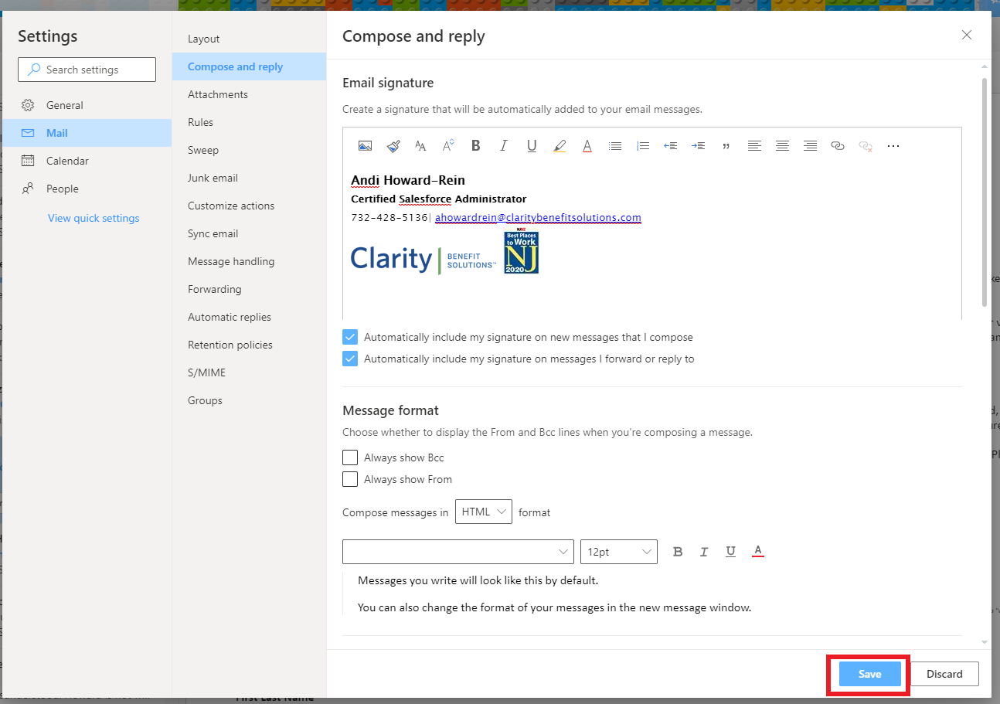 Settings
Search settings
General
Mail
Calendar
People
View quick settings
Layout
Compose and reply
Attachments
Rules
Sweep
Junk email
Customize actions
Sync email
Message handling
Forwarding
Automatic replies
Retention policies
S/MIME
Groups
Compose and reply
Email signature
Create a signature that will be automatically added to your email messages.
Andi Howard-Rein
Certified Salesforce Administrator
732-428-5136| ahowardrein@claritybenefitsolutions.com
Clarity BENEFIT SOLUTIONS™
Best Places
to Work
NJ
2020
Automatically include my signature on new messages that I compose
Automatically include my signature on messages I forward or reply to
Message format
Choose whether to display the From and Bcc lines when you're composing a message.
Always show Bcc
Always show From
Compose messages in HTML format
12pt B I U A
Messages you write will look like this by default.
You can also change the format of your messages in the new message window.
Save Discard
First Last Name